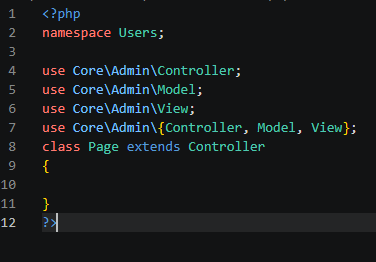 1 <?php
2 namespace Users;
3
4 use Core\Admin\Controller;
5 use Core\Admin\Model;
6 use Core\Admin\View;
7 use Core\Admin\{Controller, Model, View};
8 class Page extends Controller
9 {
10
11 }
12 ?>